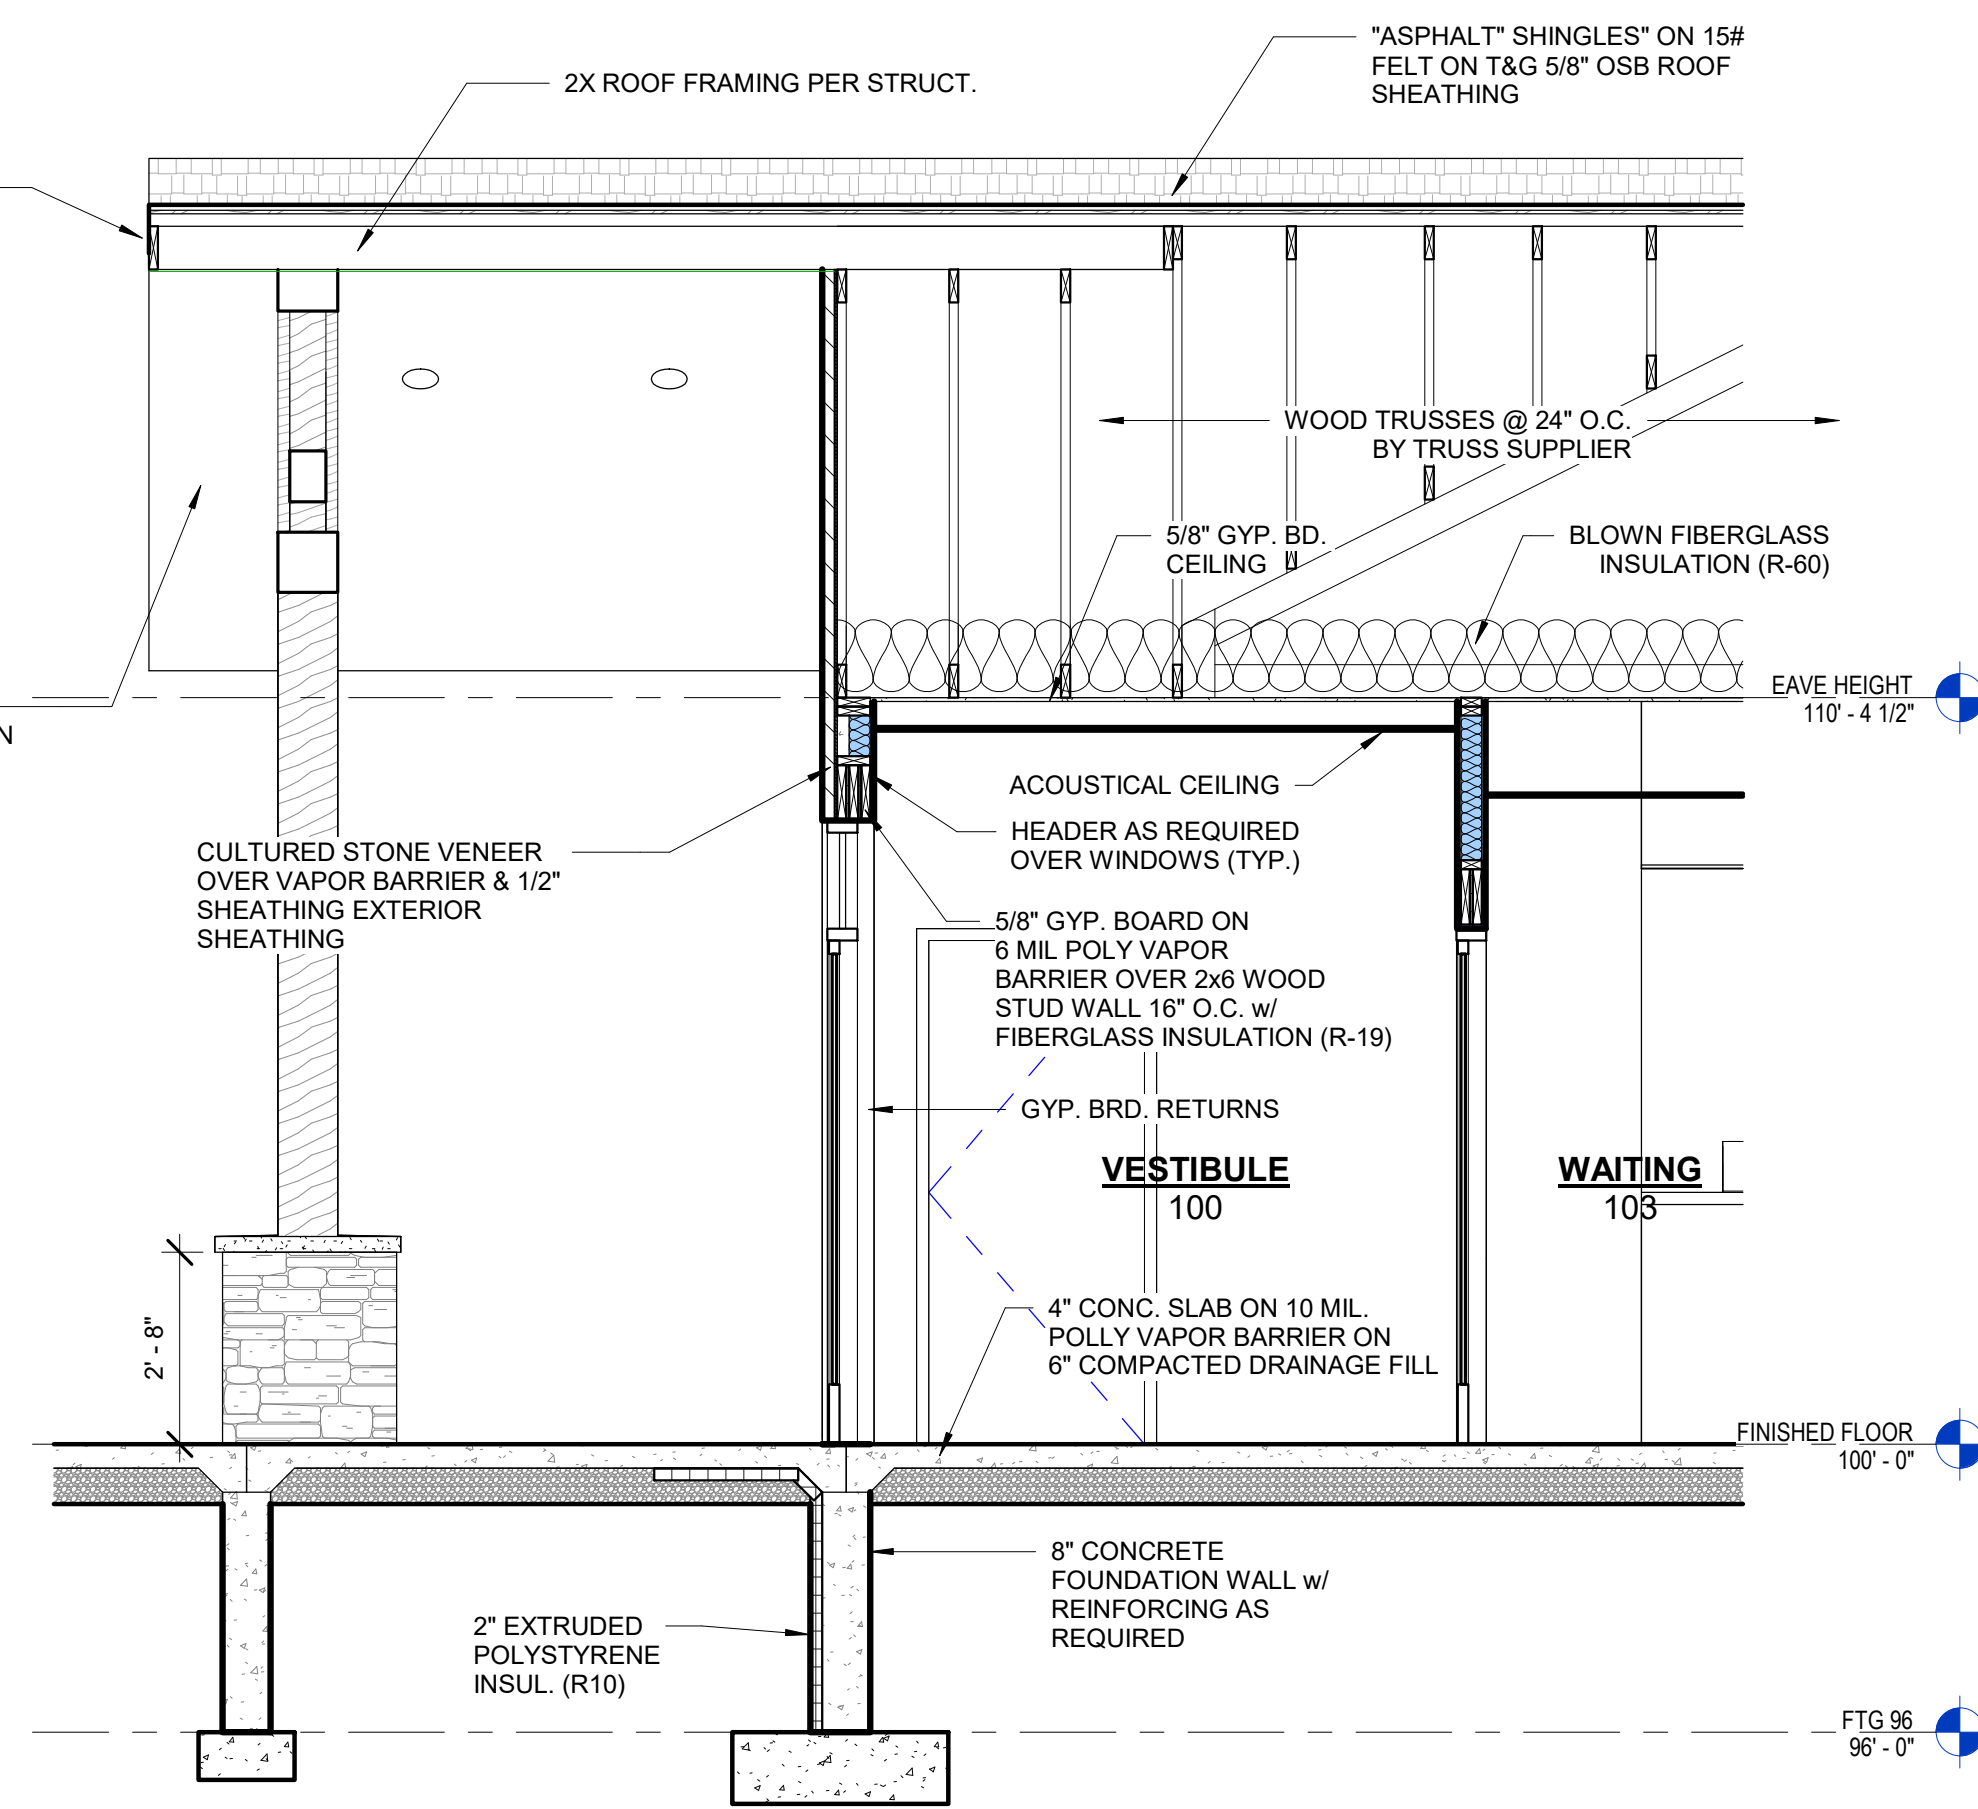 "ASPHALT" SHINGLES" ON 15#
FELT ON T&G 5/8" OSB ROOF
SHEATHING
2X ROOF FRAMING PER STRUCT.
WOOD TRUSSES @ 24" O.C.
BY TRUSS SUPPLIER
5/8" GYP. BD.
CEILING
BLOWN FIBERGLASS
INSULATION (R-60)
EAVE HEIGHT
110' - 4 1/2"
N
ACOUSTICAL CEILING
HEADER AS REQUIRED
OVER WINDOWS (TYP.)
CULTURED STONE VENEER
OVER VAPOR BARRIER & 1/2"
SHEATHING EXTERIOR
SHEATHING
5/8" GYP. BOARD ON
6 MIL POLY VAPOR
BARRIER OVER 2x6 WOOD
STUD WALL 16" O.C. w/
FIBERGLASS INSULATION (R-19)
GYP. BRD. RETURNS
VESTIBULE
100
WAITING
103
2' - 8"
4" CONC. SLAB ON 10 MIL.
POLLY VAPOR BARRIER ON
6" COMPACTED DRAINAGE FILL
FINISHED FLOOR
100' - 0"
8" CONCRETE
FOUNDATION WALL w/
REINFORCING AS
REQUIRED
2" EXTRUDED
POLYSTYRENE
INSUL. (R10)
FTG 96
96' - 0"